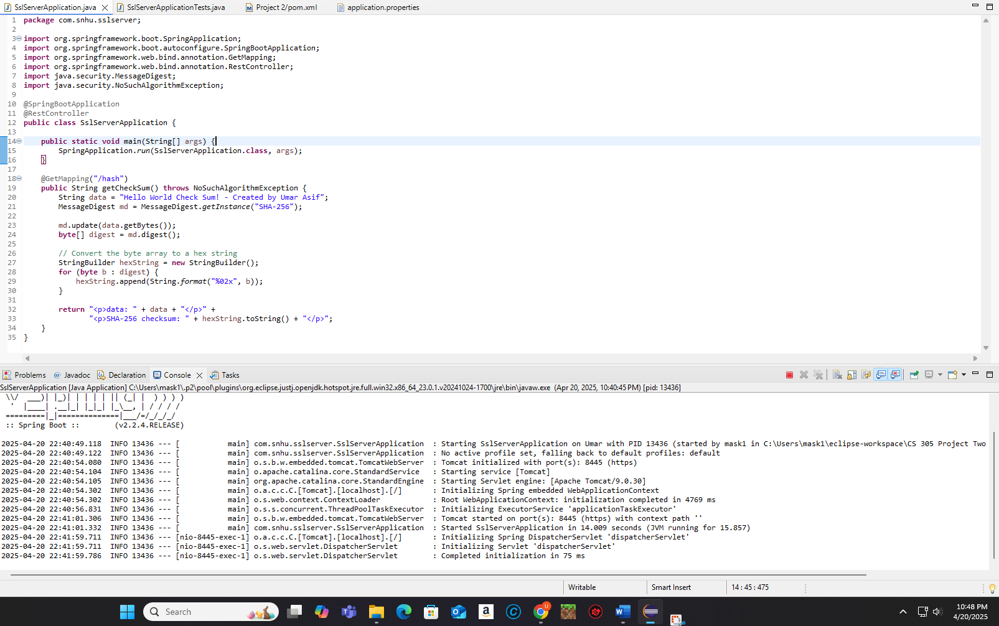 SslServerApplication.java
SslServerApplicationTests.java
Project 2/pom.xml
application.properties
1 package com.snhu.sslserver;
2
3 import org.springframework.boot.SpringApplication;
4 import org.springframework.boot.autoconfigure.SpringBootApplication;
5 import org.springframework.web.bind.annotation.GetMapping;
6 import org.springframework.web.bind.annotation.RestController;
7 import java.security.MessageDigest;
8 import java.security.NoSuchAlgorithmException;
9
10 @SpringBootApplication
11 @RestController
12 public class SslServerApplication {
13
14     public static void main(String[] args) {
15         SpringApplication.run(SslServerApplication.class, args);
16     }
17
18     @GetMapping("/hash")
19     public String getCheckSum() throws NoSuchAlgorithmException {
20         String data = "Hello World Check Sum! - Created by Umar Asif";
21         MessageDigest md = MessageDigest.getInstance("SHA-256");
22
23         md.update(data.getBytes());
24         byte[] digest = md.digest();
25
26         // Convert the byte array to a hex string
27         StringBuilder hexString = new StringBuilder();
28         for (byte b : digest) {
29             hexString.append(String.format("%02x", b));
30         }
31
32         return "<p>data: " + data + "</p>" +
33                "<p>SHA-256 checksum: " + hexString.toString() + "</p>";
34     }
35 }
Problems @ Javadoc Declaration Console Tasks
SslServerApplication [Java Application] C:\Users\mask1\.p2\pool\plugins\org.eclipse.justj.openjdk.hotspot.jre.full.win32.x86_64_23.0.1.v20241024-1700\jre\bin\javaw.exe (Apr 20, 2025, 10:40:45 PM) [pid: 13436]
 \\/  ___)| |_)| | | | | || (_| |  ) ) ) )
  '  |____| .__|_| |_|_| |_\__, | / / / /
 =========|_|==============|___/=/_/_/_/
 :: Spring Boot ::        (v2.2.4.RELEASE)
2025-04-20 22:40:49.118  INFO 13436 --- [           main] com.snhu.sslserver.SslServerApplication  : Starting SslServerApplication on Umar with PID 13436 (started by mask1 in C:\Users\mask1\eclipse-workspace\CS 305 Project Two
2025-04-20 22:40:49.122  INFO 13436 --- [           main] com.snhu.sslserver.SslServerApplication  : No active profile set, falling back to default profiles: default
2025-04-20 22:40:54.080  INFO 13436 --- [           main] o.s.b.w.embedded.tomcat.TomcatWebServer  : Tomcat initialized with port(s): 8445 (https)
2025-04-20 22:40:54.104  INFO 13436 --- [           main] o.apache.catalina.core.StandardService   : Starting service [Tomcat]
2025-04-20 22:40:54.105  INFO 13436 --- [           main] org.apache.catalina.core.StandardEngine  : Starting Servlet engine: [Apache Tomcat/9.0.30]
2025-04-20 22:40:54.302  INFO 13436 --- [           main] o.a.c.c.C.[Tomcat].[localhost].[/]       : Initializing Spring embedded WebApplicationContext
2025-04-20 22:40:54.302  INFO 13436 --- [           main] o.s.web.context.ContextLoader            : Root WebApplicationContext: initialization completed in 4769 ms
2025-04-20 22:40:56.831  INFO 13436 --- [           main] o.s.s.concurrent.ThreadPoolTaskExecutor  : Initializing ExecutorService 'applicationTaskExecutor'
2025-04-20 22:41:01.306  INFO 13436 --- [           main] o.s.b.w.embedded.tomcat.TomcatWebServer  : Tomcat started on port(s): 8445 (https) with context path ''
2025-04-20 22:41:01.332  INFO 13436 --- [           main] com.snhu.sslserver.SslServerApplication  : Started SslServerApplication in 14.009 seconds (JVM running for 15.857)
2025-04-20 22:41:59.711  INFO 13436 --- [nio-8445-exec-1] o.a.c.c.C.[Tomcat].[localhost].[/]       : Initializing Spring DispatcherServlet 'dispatcherServlet'
2025-04-20 22:41:59.711  INFO 13436 --- [nio-8445-exec-1] o.s.web.servlet.DispatcherServlet        : Initializing Servlet 'dispatcherServlet'
2025-04-20 22:41:59.786  INFO 13436 --- [nio-8445-exec-1] o.s.web.servlet.DispatcherServlet        : Completed initialization in 75 ms
Writable
Smart Insert
14 : 45 : 475
Search
10:48 PM
4/20/2025